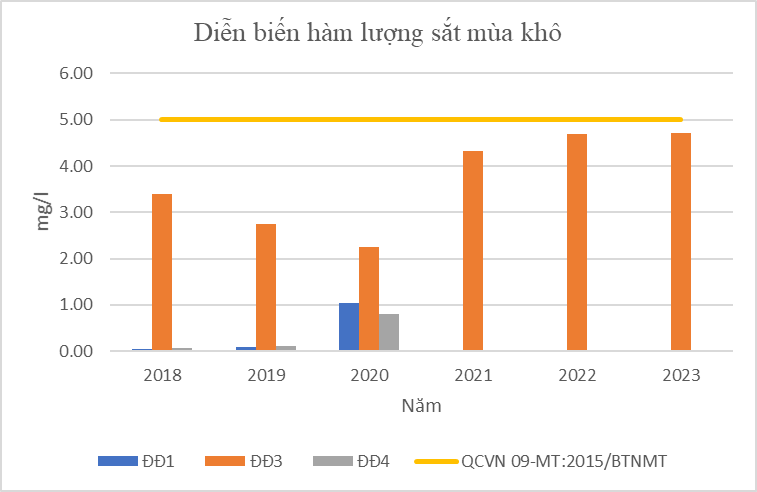 Diễn biến hàm lượng sắt mùa khô
6.00
5.00
4.00
3.00
2.00
1.00
0.00
mg/l
2018 2019 2020 2021 2022 2023
Năm
ĐĐ1 ĐĐ3 ĐĐ4 QCVN 09-MT:2015/BTNMT